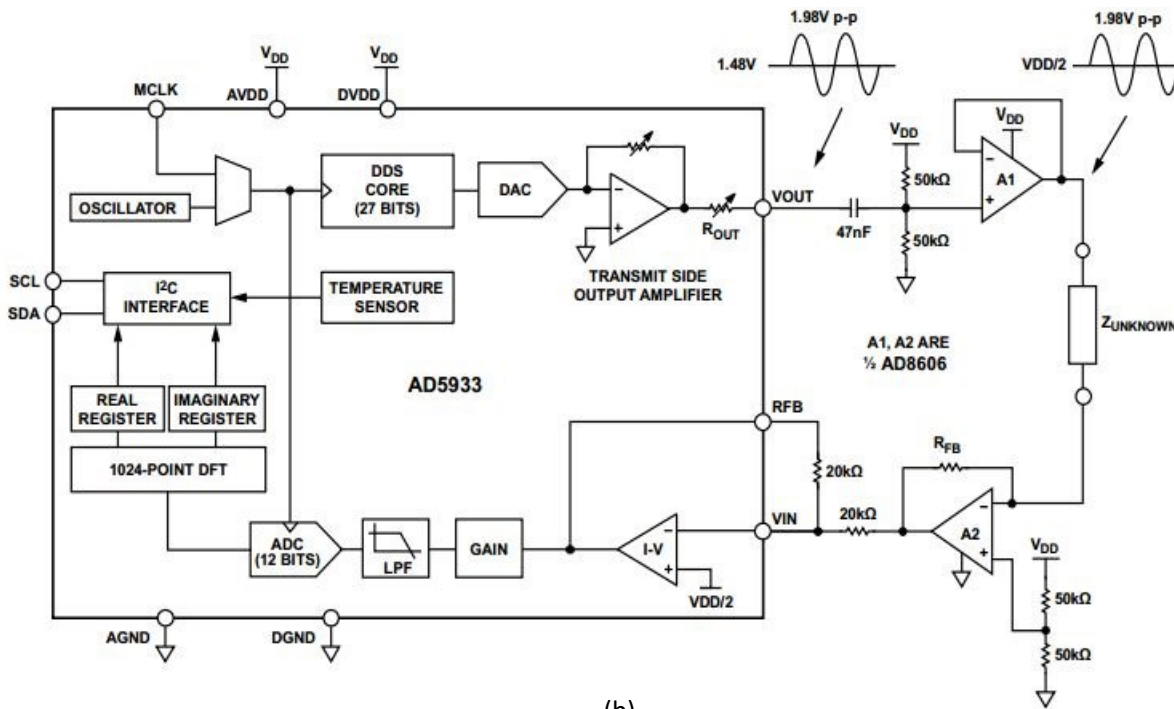 1.98V p-p
1.98V p-p
1.48V
VDD/2
VDD
VDD
MCLK
AVDD
DVDD
VDD
VDD
DDS
CORE
(27 BITS)
DAC
OSCILLATOR
ROUT
VOUT
47nF
50kΩ
50kΩ
A1
TRANSMIT SIDE
OUTPUT AMPLIFIER
SCL
SDA
I2C
INTERFACE
TEMPERATURE
SENSOR
ZUNKNOWN
A1, A2 ARE
½ AD8606
AD5933
REAL
REGISTER
IMAGINARY
REGISTER
1024-POINT DFT
RFB
RFB
20kΩ
20kΩ
VIN
A2
ADC
(12 BITS)
LPF
GAIN
I-V
VDD/2
VDD
50kΩ
50kΩ
AGND
DGND
(b)